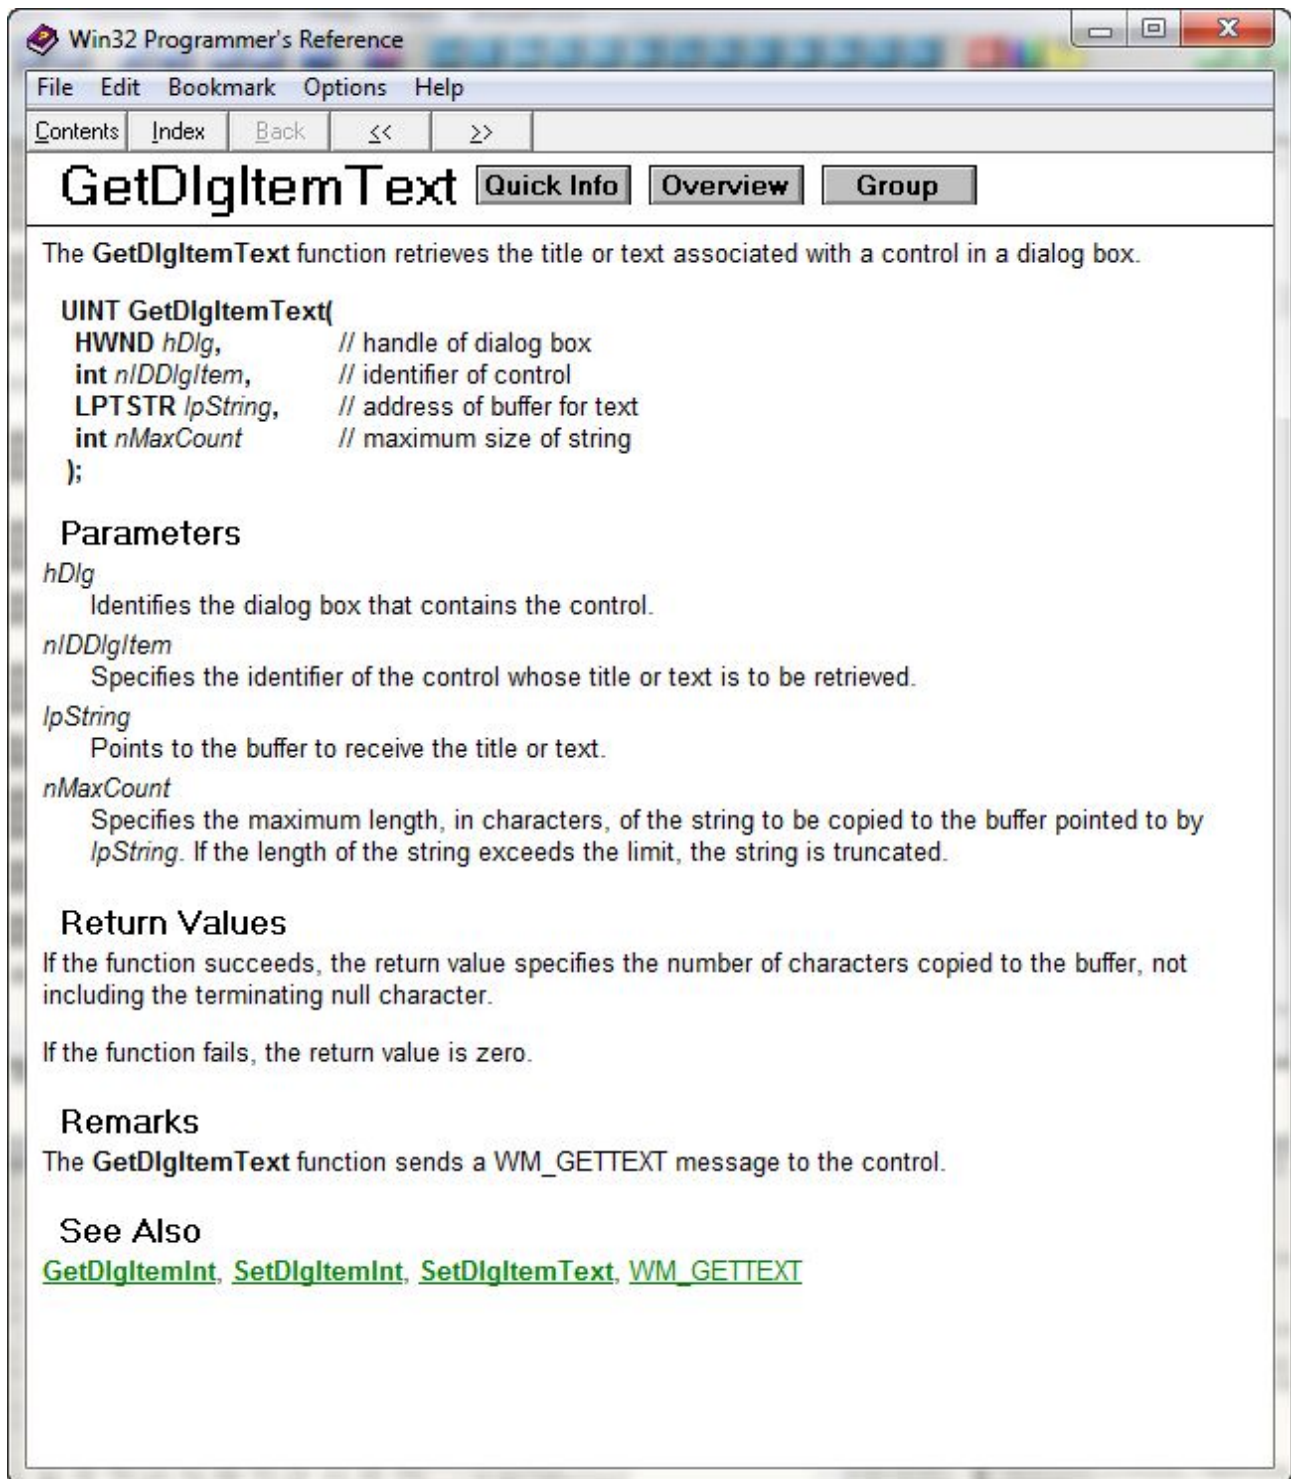 Win32 Programmer's Reference
File Edit Bookmark Options Help
Contents Index Back << >>
GetDlgItemText Quick Info Overview Group
The GetDlgItemText function retrieves the title or text associated with a control in a dialog box.
UINT GetDlgItemText(
HWND hDlg, // handle of dialog box
int nIDDlgItem, // identifier of control
LPTSTR lpString, // address of buffer for text
int nMaxCount // maximum size of string
);
Parameters
hDlg
Identifies the dialog box that contains the control.
nIDDlgItem
Specifies the identifier of the control whose title or text is to be retrieved.
lpString
Points to the buffer to receive the title or text.
nMaxCount
Specifies the maximum length, in characters, of the string to be copied to the buffer pointed to by
lpString. If the length of the string exceeds the limit, the string is truncated.
Return Values
If the function succeeds, the return value specifies the number of characters copied to the buffer, not
including the terminating null character.
If the function fails, the return value is zero.
Remarks
The GetDlgItemText function sends a WM_GETTEXT message to the control.
See Also
GetDlgItemInt, SetDlgItemInt, SetDlgItemText, WM_GETTEXT